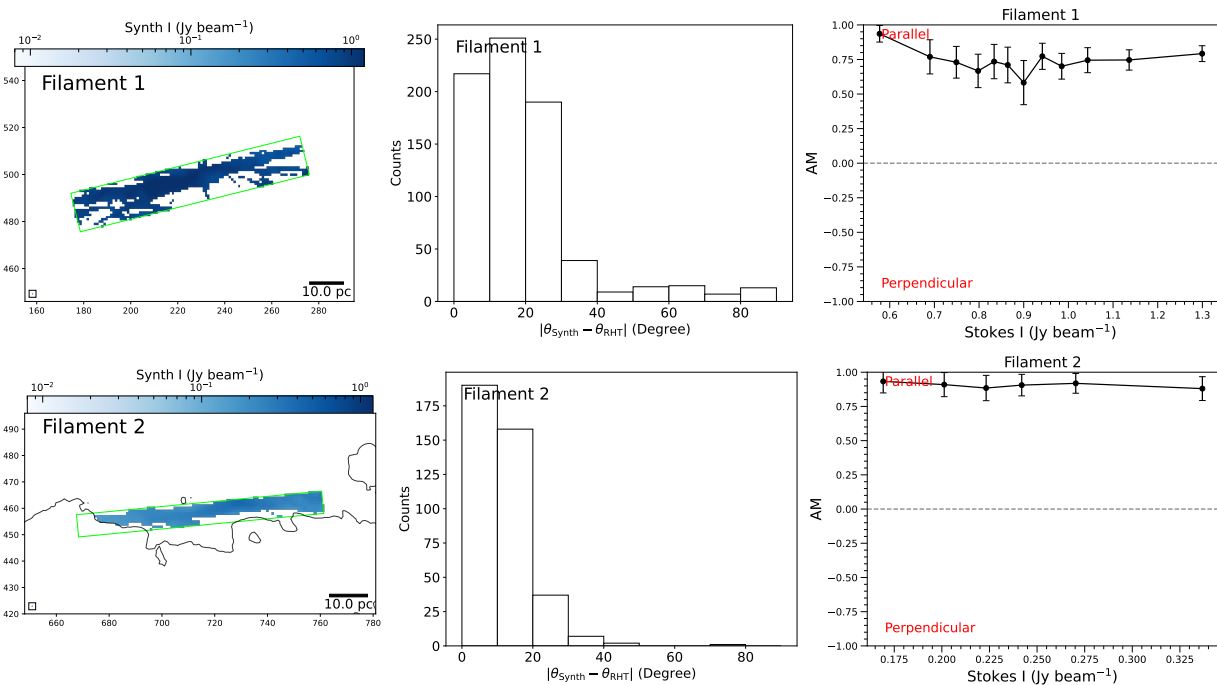 Synth I (Jy beam⁻¹)
10⁻² 10⁻¹ 10⁰
Filament 1
540
520
500
480
460
160 180 200 220 240 260 280
10.0 pc
Filament 1
Counts
250
200
150
100
50
0
0 20 40 60 80
|θSynth − θRHT| (Degree)
Filament 1
Parallel
AM
1.00
0.75
0.50
0.25
0.00
−0.25
−0.50
−0.75
−1.00
Perpendicular
0.6 0.7 0.8 0.9 1.0 1.1 1.2 1.3
Stokes I (Jy beam⁻¹)
Synth I (Jy beam⁻¹)
10⁻² 10⁻¹ 10⁰
Filament 2
490
480
470
460
450
440
430
420
660 680 700 720 740 760 780
10.0 pc
Filament 2
Counts
175
150
125
100
75
50
25
0
0 20 40 60 80
|θSynth − θRHT| (Degree)
Filament 2
Parallel
AM
1.00
0.75
0.50
0.25
0.00
−0.25
−0.50
−0.75
−1.00
Perpendicular
0.175 0.200 0.225 0.250 0.275 0.300 0.325
Stokes I (Jy beam⁻¹)